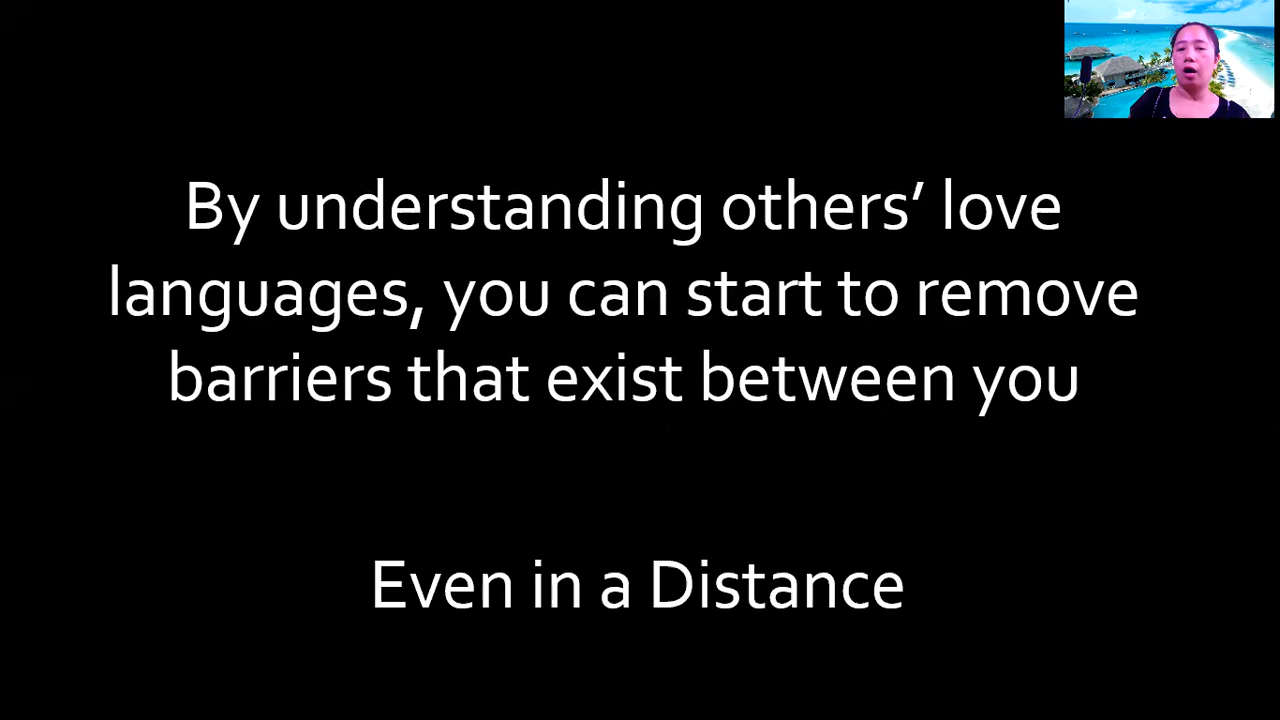 By understanding others’ love
languages, you can start to remove
barriers that exist between you
Even in a Distance